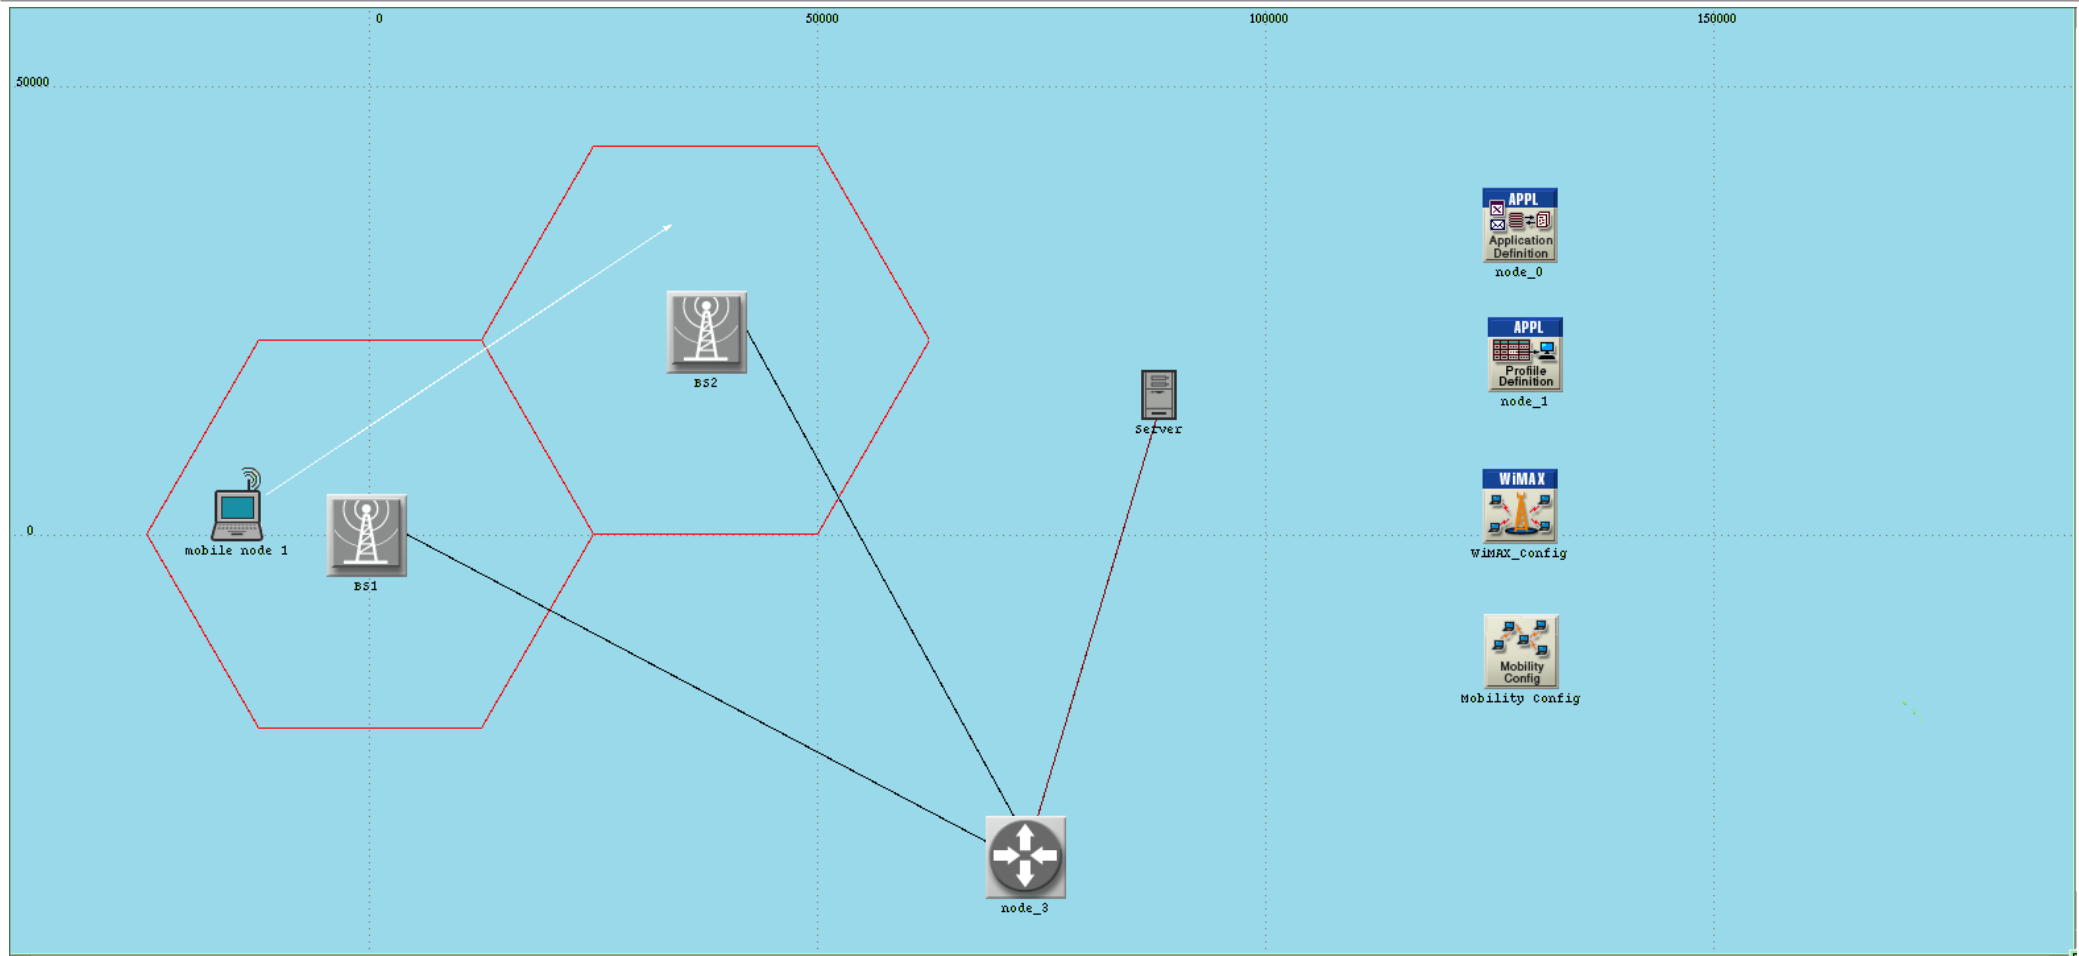 0
50000
100000
150000
50000
APPL
Application
Definition
node_0
APPL
Profiile
Definition
node_1
BS2
Server
WiMAX
WiMAX_Config
0
mobile node 1
BS1
Mobility
Config
Mobility Config
node_3